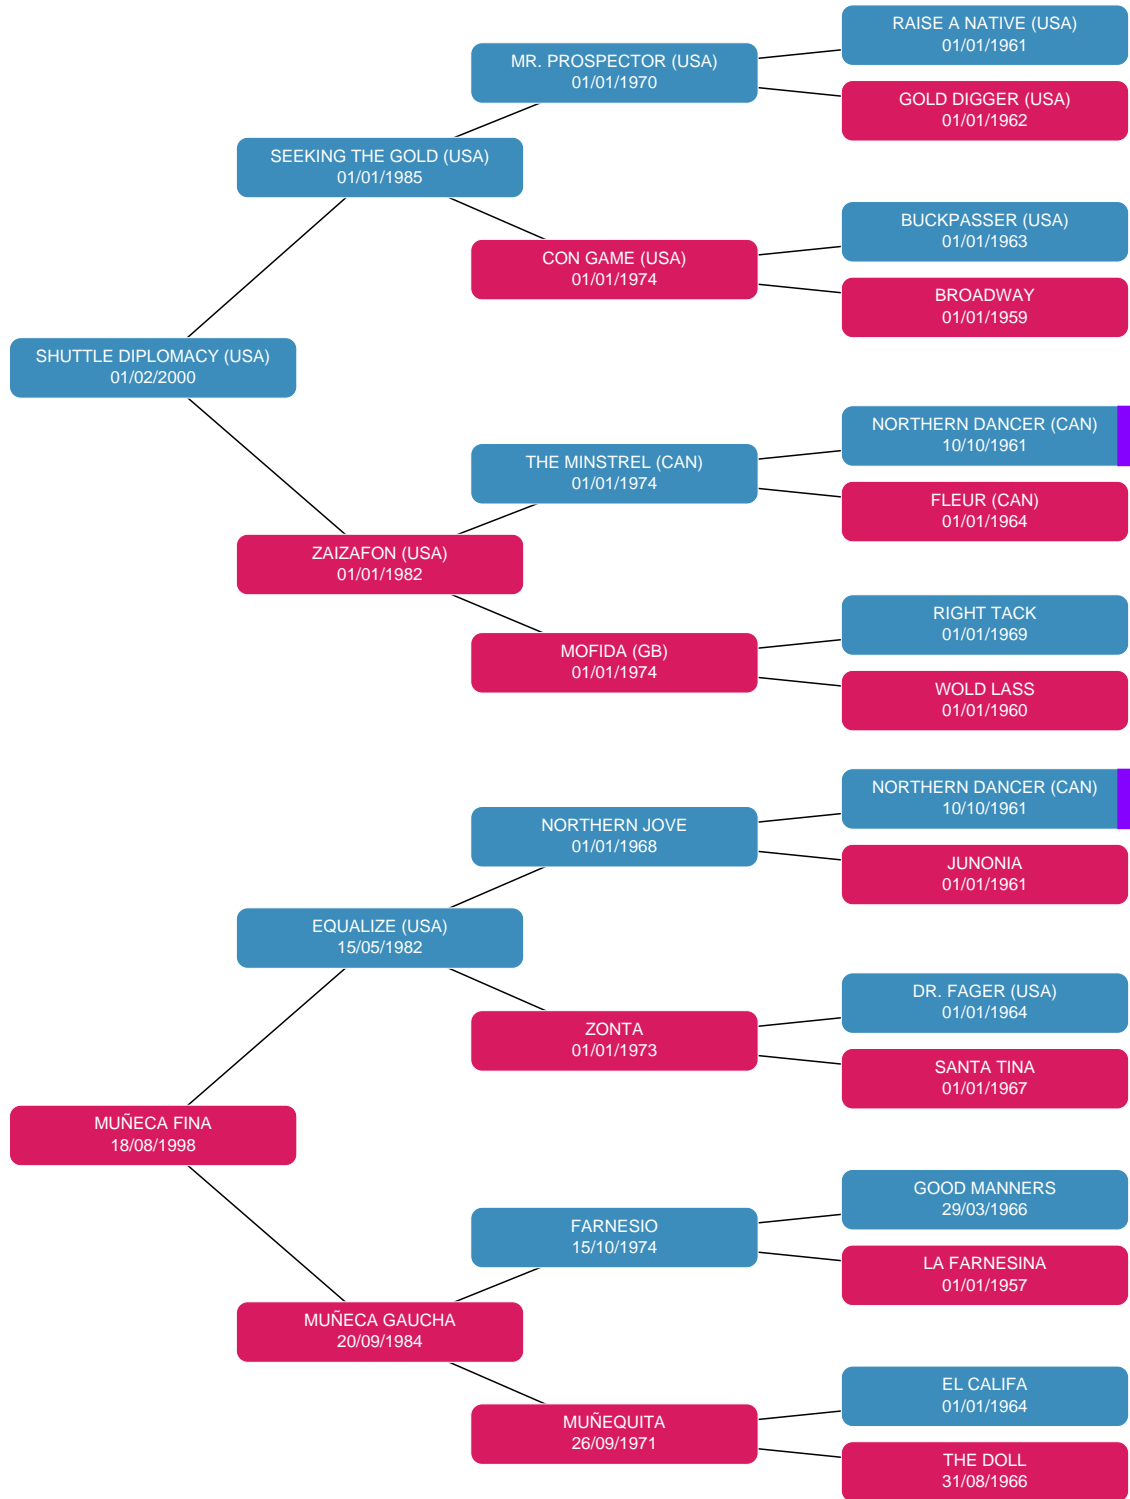 RAISE A NATIVE (USA)
01/01/1961
MR. PROSPECTOR (USA)
01/01/1970
GOLD DIGGER (USA)
01/01/1962
SEEKING THE GOLD (USA)
01/01/1985
BUCKPASSER (USA)
01/01/1963
CON GAME (USA)
01/01/1974
BROADWAY
01/01/1959
SHUTTLE DIPLOMACY (USA)
01/02/2000
NORTHERN DANCER (CAN)
10/10/1961
THE MINSTREL (CAN)
01/01/1974
FLEUR (CAN)
01/01/1964
ZAIZAFON (USA)
01/01/1982
RIGHT TACK
01/01/1969
MOFIDA (GB)
01/01/1974
WOLD LASS
01/01/1960
NORTHERN DANCER (CAN)
10/10/1961
NORTHERN JOVE
01/01/1968
JUNONIA
01/01/1961
EQUALIZE (USA)
15/05/1982
DR. FAGER (USA)
01/01/1964
ZONTA
01/01/1973
SANTA TINA
01/01/1967
MUÑECA FINA
18/08/1998
GOOD MANNERS
29/03/1966
FARNESIO
15/10/1974
LA FARNESINA
01/01/1957
MUÑECA GAUCHA
20/09/1984
EL CALIFA
01/01/1964
MUÑEQUITA
26/09/1971
THE DOLL
31/08/1966